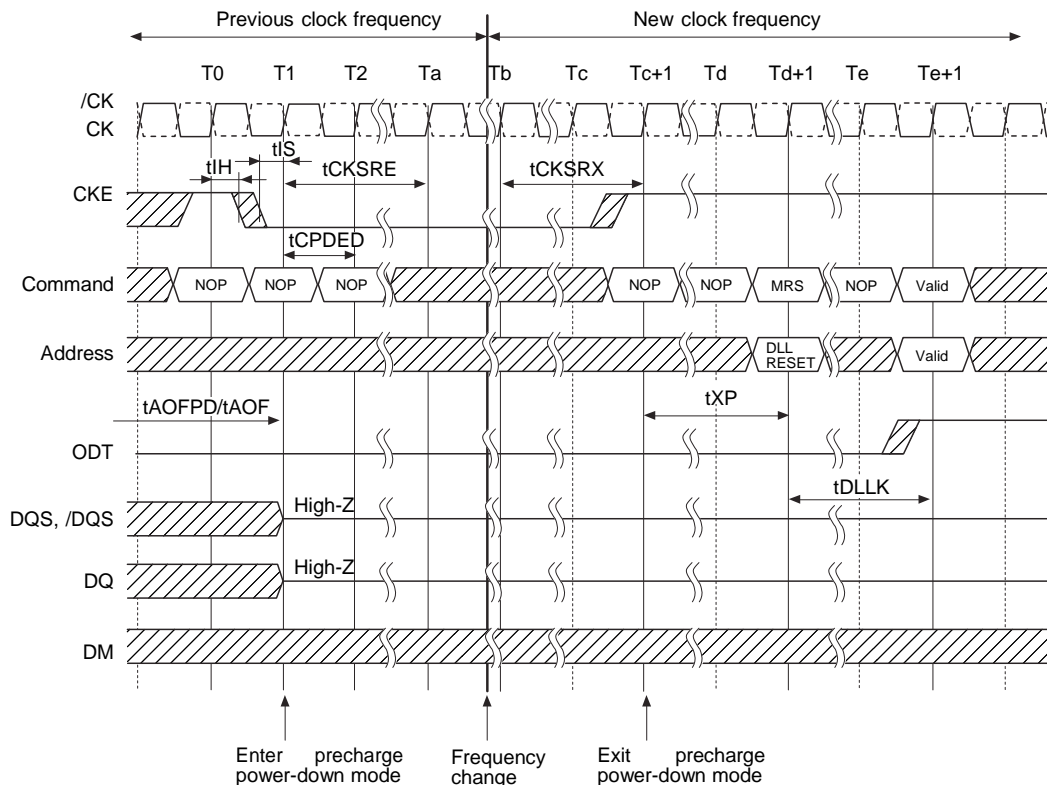 Previous clock frequency New clock frequency
T0 T1 T2 Ta Tb Tc Tc+1 Td Td+1 Te Te+1
/CK
CK
tIS
tIH tCKSRE tCKSRX
CKE
tCPDED
Command NOP NOP NOP NOP NOP MRS NOP Valid
Address DLL RESET Valid
tAOFPD/tAOF tXP
ODT
tDLLK
High-Z
DQS, /DQS
High-Z
DQ
DM
Enter precharge power-down mode
Frequency change
Exit precharge power-down mode